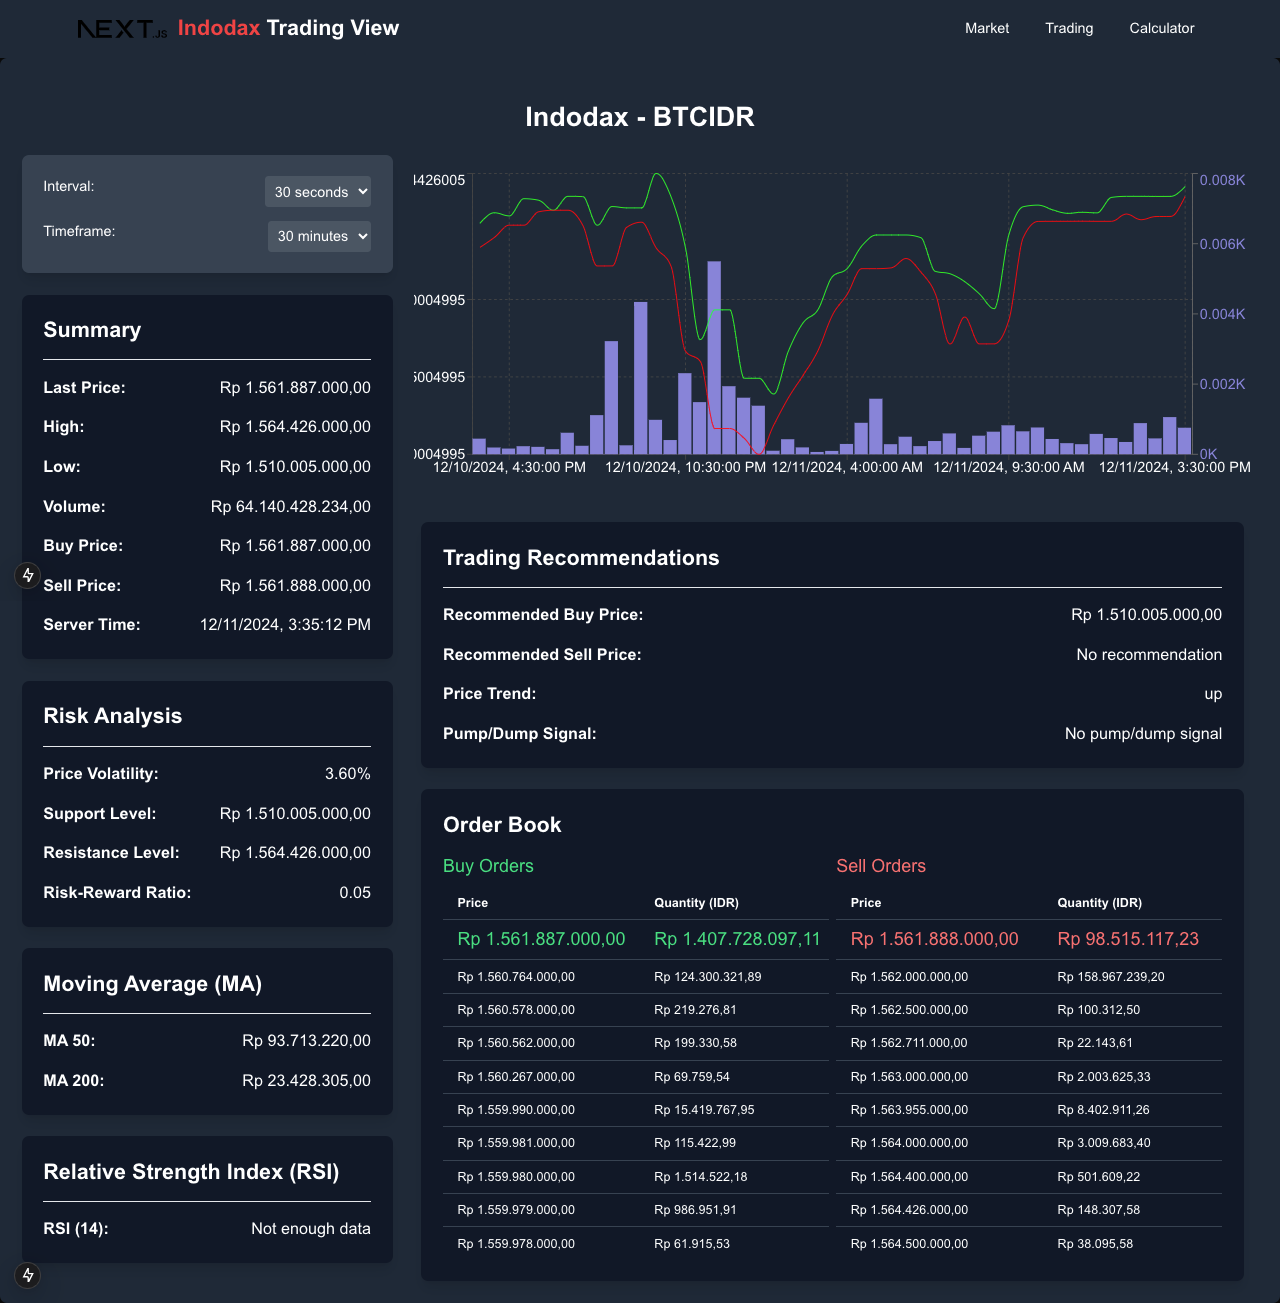 NEXT.JS Indodax Trading View
Market Trading Calculator
Indodax - BTCIDR
Interval: 30 seconds
Timeframe: 30 minutes
Summary
Last Price: Rp 1.561.887.000,00
High: Rp 1.564.426.000,00
Low: Rp 1.510.005.000,00
Volume: Rp 64.140.428.234,00
Buy Price: Rp 1.561.887.000,00
Sell Price: Rp 1.561.888.000,00
Server Time: 12/11/2024, 3:35:12 PM
Risk Analysis
Price Volatility: 3.60%
Support Level: Rp 1.510.005.000,00
Resistance Level: Rp 1.564.426.000,00
Risk-Reward Ratio: 0.05
Moving Average (MA)
MA 50: Rp 93.713.220,00
MA 200: Rp 23.428.305,00
Relative Strength Index (RSI)
RSI (14): Not enough data
4426005
0004995
5004995
0004995
0.008K
0.006K
0.004K
0.002K
0K
12/10/2024, 4:30:00 PM 12/10/2024, 10:30:00 PM 12/11/2024, 4:00:00 AM 12/11/2024, 9:30:00 AM 12/11/2024, 3:30:00 PM
Trading Recommendations
Recommended Buy Price: Rp 1.510.005.000,00
Recommended Sell Price: No recommendation
Price Trend: up
Pump/Dump Signal: No pump/dump signal
Order Book
Buy Orders
Price Quantity (IDR)
Rp 1.561.887.000,00 Rp 1.407.728.097,11
Rp 1.560.764.000,00 Rp 124.300.321,89
Rp 1.560.578.000,00 Rp 219.276,81
Rp 1.560.562.000,00 Rp 199.330,58
Rp 1.560.267.000,00 Rp 69.759,54
Rp 1.559.990.000,00 Rp 15.419.767,95
Rp 1.559.981.000,00 Rp 115.422,99
Rp 1.559.980.000,00 Rp 1.514.522,18
Rp 1.559.979.000,00 Rp 986.951,91
Rp 1.559.978.000,00 Rp 61.915,53
Sell Orders
Price Quantity (IDR)
Rp 1.561.888.000,00 Rp 98.515.117,23
Rp 1.562.000.000,00 Rp 158.967.239,20
Rp 1.562.500.000,00 Rp 100.312,50
Rp 1.562.711.000,00 Rp 22.143,61
Rp 1.563.000.000,00 Rp 2.003.625,33
Rp 1.563.955.000,00 Rp 8.402.911,26
Rp 1.564.000.000,00 Rp 3.009.683,40
Rp 1.564.400.000,00 Rp 501.609,22
Rp 1.564.426.000,00 Rp 148.307,58
Rp 1.564.500.000,00 Rp 38.095,58